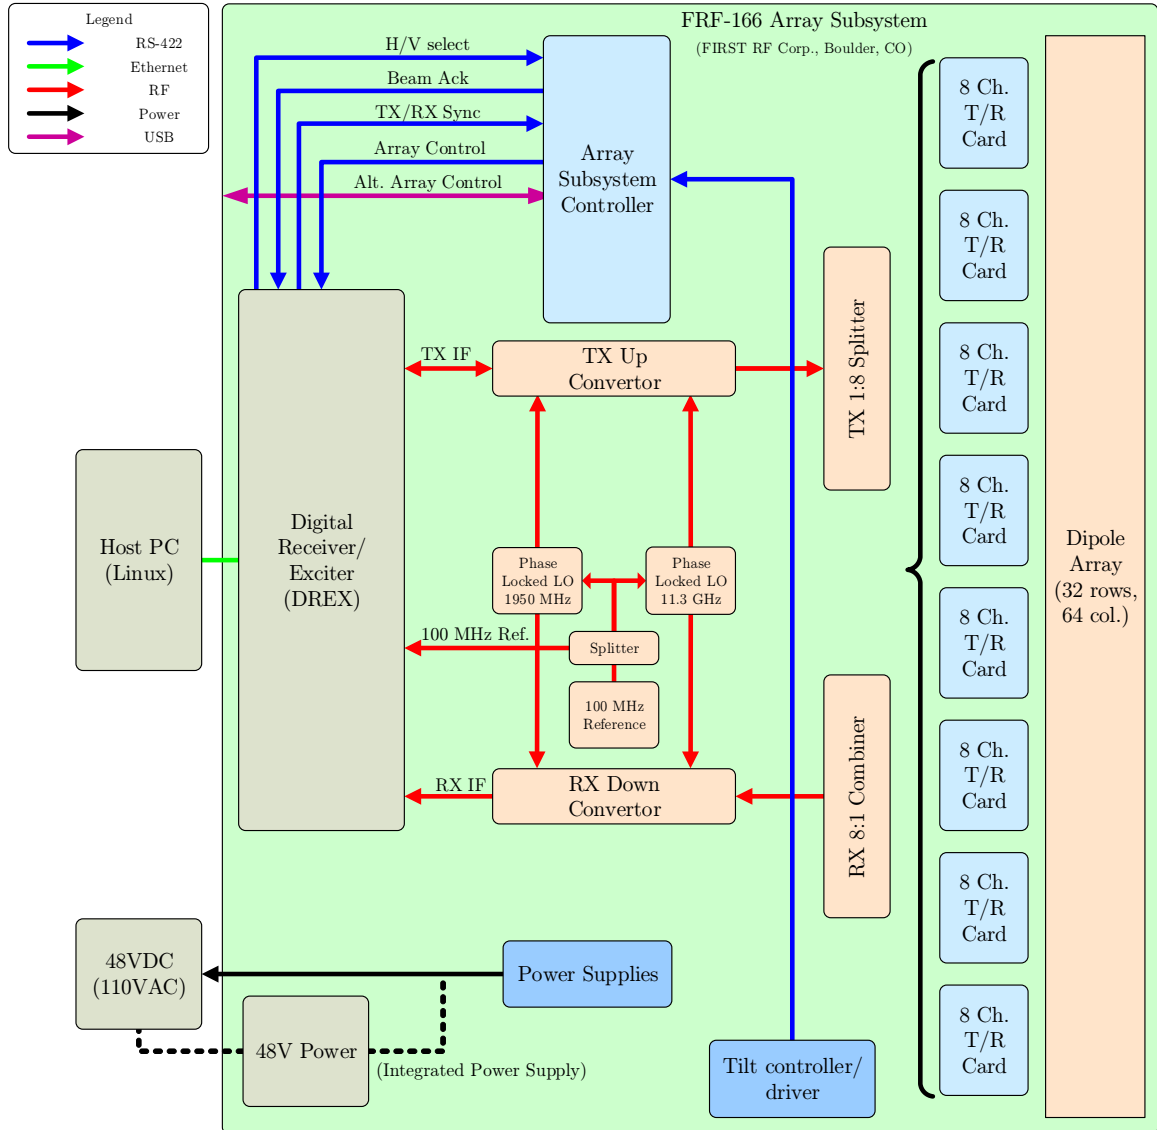 Legend
RS-422
Ethernet
RF
Power
USB
FRF-166 Array Subsystem
(FIRST RF Corp., Boulder, CO)
H/V select
Beam Ack
TX/RX Sync
Array Control
Alt. Array Control
Array
Subsystem
Controller
8 Ch.
T/R
Card
8 Ch.
T/R
Card
8 Ch.
T/R
Card
8 Ch.
T/R
Card
8 Ch.
T/R
Card
8 Ch.
T/R
Card
8 Ch.
T/R
Card
8 Ch.
T/R
Card
Dipole
Array
(32 rows,
64 col.)
TX IF
TX Up
Convertor
TX 1:8 Splitter
Host PC
(Linux)
Digital
Receiver/
Exciter
(DREX)
Phase
Locked LO
1950 MHz
Phase
Locked LO
11.3 GHz
100 MHz Ref.
Splitter
100 MHz
Reference
RX IF
RX Down
Convertor
RX 8:1 Combiner
48VDC
(110VAC)
Power Supplies
48V Power
(Integrated Power Supply)
Tilt controller/
driver